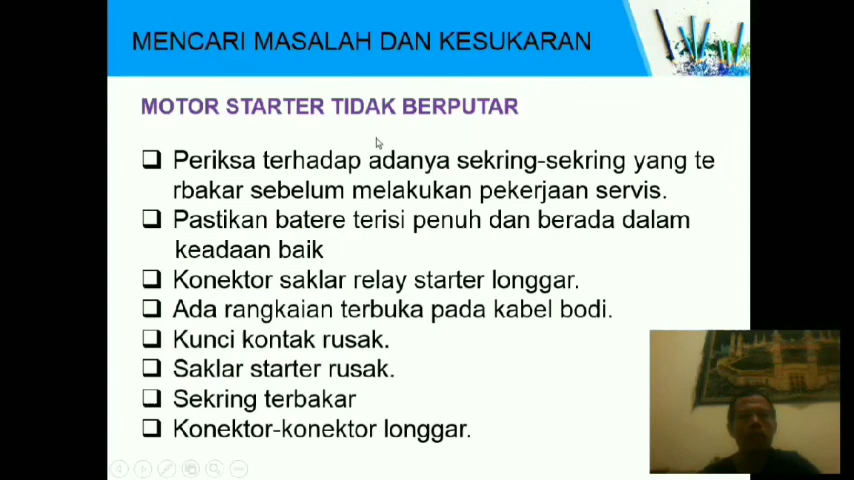 MENCARI MASALAH DAN KESUKARAN
MOTOR STARTER TIDAK BERPUTAR
Periksa terhadap adanya sekring-sekring yang te
rbakar sebelum melakukan pekerjaan servis.
Pastikan batere terisi penuh dan berada dalam
keadaan baik
Konektor saklar relay starter longgar.
Ada rangkaian terbuka pada kabel bodi.
Kunci kontak rusak.
Saklar starter rusak.
Sekring terbakar
Konektor-konektor longgar.